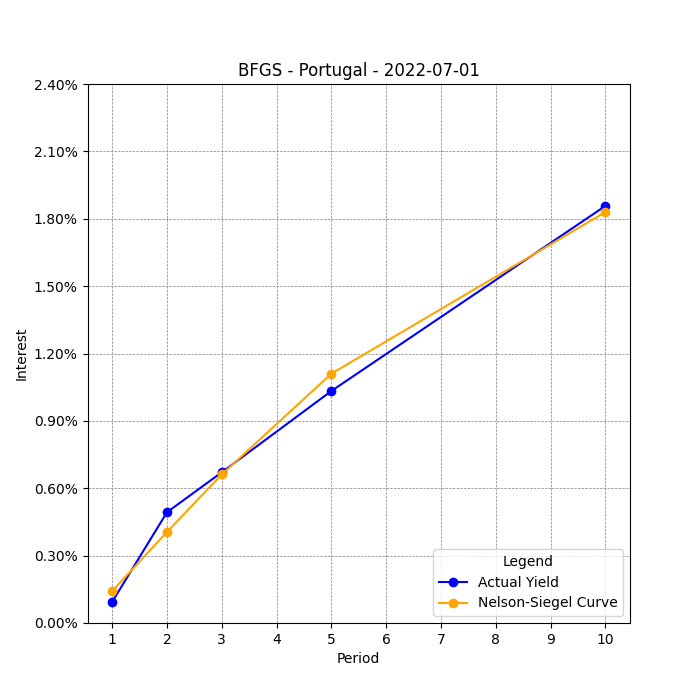 BFGS - Portugal - 2022-07-01
2.40%
2.10%
1.80%
1.50%
1.20%
0.90%
0.60%
0.30%
0.00%
Interest
1 2 3 4 5 6 7 8 9 10
Period
Legend
Actual Yield
Nelson-Siegel Curve